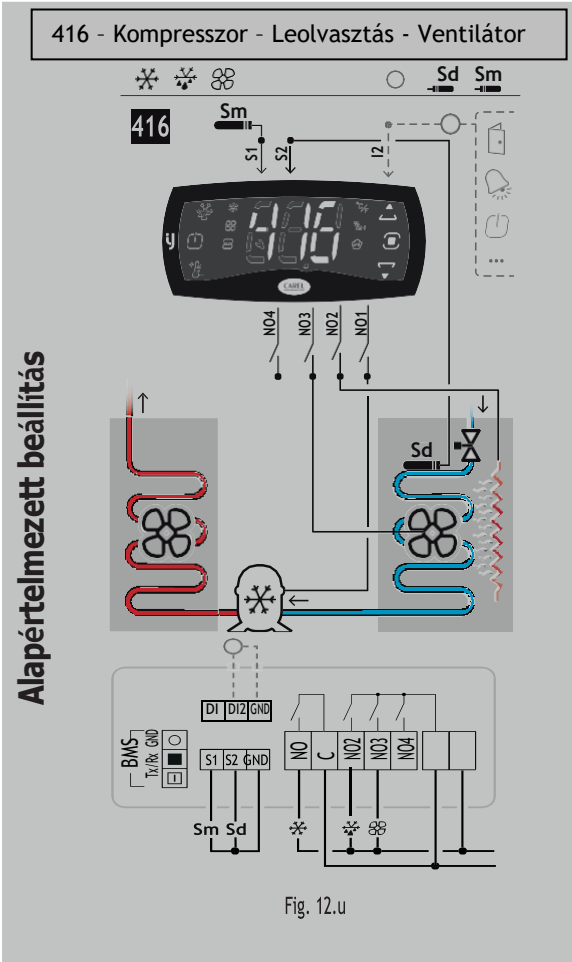 416 – Kompresszor – Leolvasztás - Ventilátor
Sd Sm
416
Sm
S1
S2
I2
416
CAREL
NO4
NO3
NO2
NO1
Alapértelmezett beállítás
Sd
DI DI2 GND
BMS
Tx/Rx GND
S1 S2 GND
NO C NO2 NO3 NO4
Sm Sd
Fig. 12.u